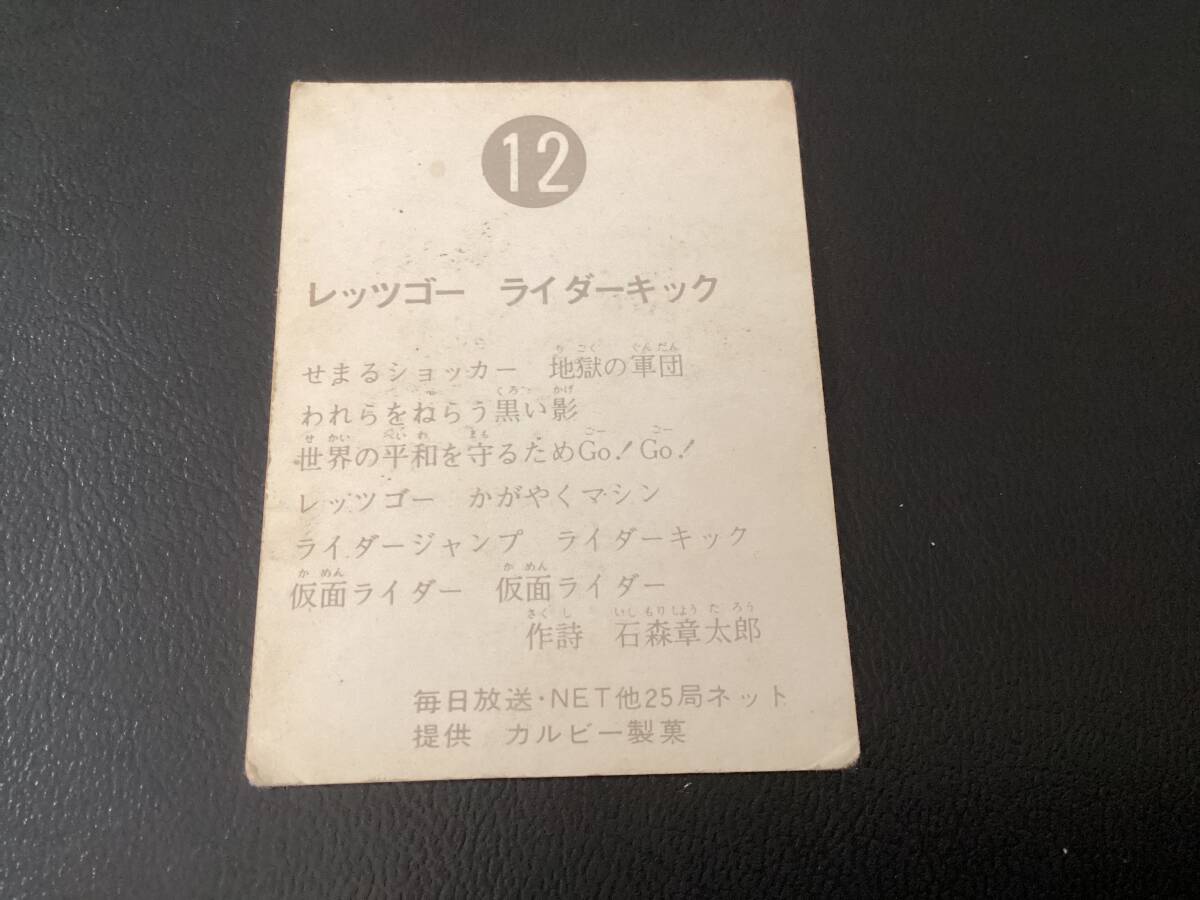 12
レッツゴー　ライダーキック
せまるショッカー　地獄の軍団
われらをねらう黒い影
世界の平和を守るためGo！Go！
レッツゴー　かがやくマシン
ライダージャンプ　ライダーキック
仮面ライダー　仮面ライダー
作詩　石森章太郎
毎日放送・NET他25局ネット
提供　カルビー製菓